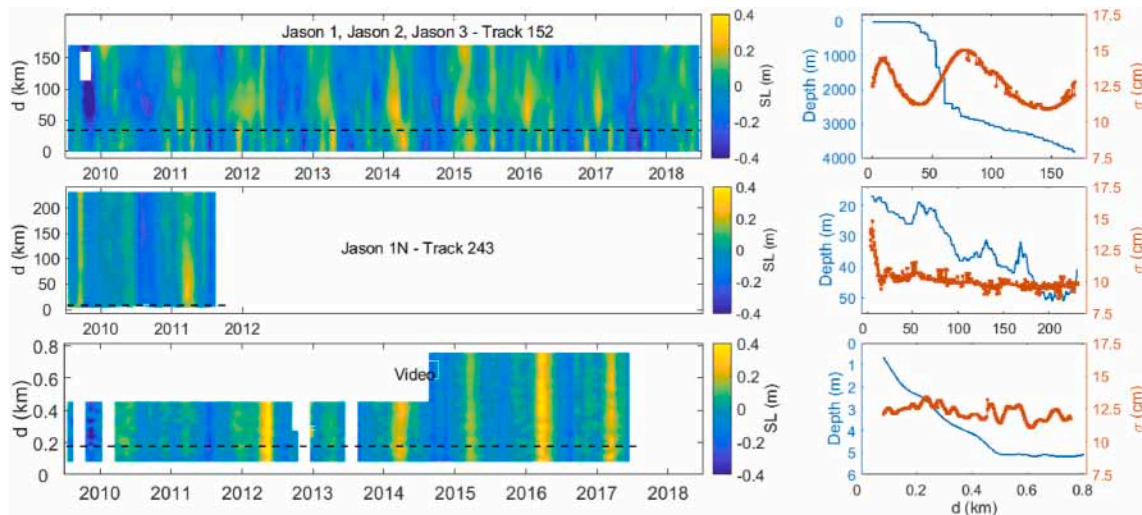 Jason 1, Jason 2, Jason 3 - Track 152
d (km)
150
100
50
0
2010 2011 2012 2013 2014 2015 2016 2017 2018
0.4
0.2
0
-0.2
-0.4
SL (m)
Depth (m)
0
1000
2000
3000
4000
0 50 100 150
17.5
15
12.5
10
7.5
σ (cm)
Jason 1N - Track 243
d (km)
200
150
100
50
0
2010 2011 2012
0.4
0.2
0
-0.2
-0.4
SL (m)
Depth (m)
20
30
40
50
0 50 100 150 200
17.5
15
12.5
10
7.5
σ (cm)
Video
d (km)
0.8
0.6
0.4
0.2
0
2010 2011 2012 2013 2014 2015 2016 2017 2018
0.4
0.2
0
-0.2
-0.4
SL (m)
Depth (m)
0
1
2
3
4
5
6
0 0.2 0.4 0.6 0.8
d (km)
17.5
15
12.5
10
7.5
σ (cm)